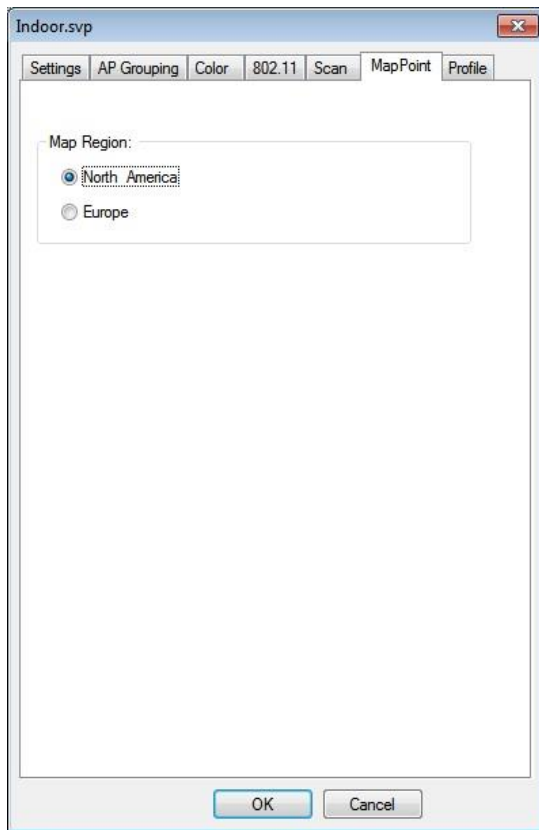 Indoor.svp
Settings AP Grouping Color 802.11 Scan MapPoint Profile
Map Region:
North America
Europe
OK Cancel